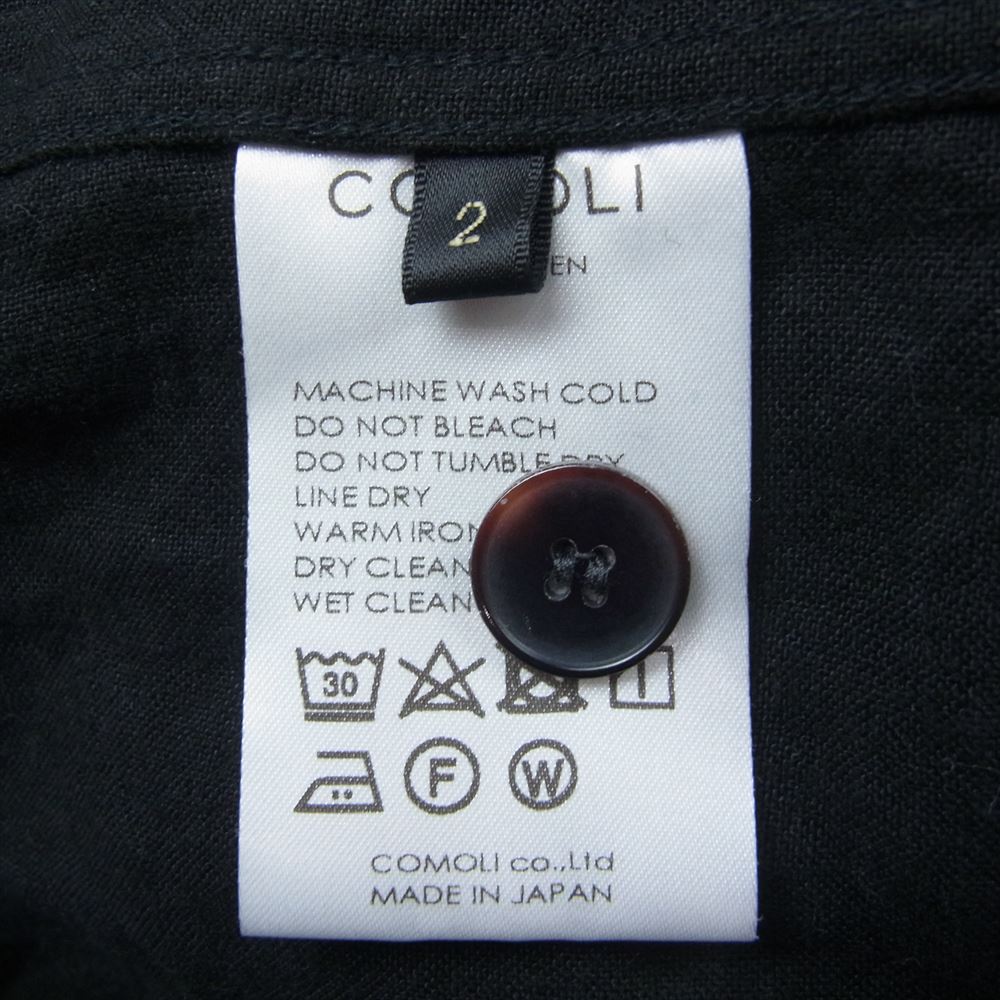 COMOLI
2
MACHINE WASH COLD
DO NOT BLEACH
DO NOT TUMBLE DRY
LINE DRY
WARM IRON
DRY CLEAN
WET CLEAN
30
F
W
COMOLI co.,Ltd
MADE IN JAPAN